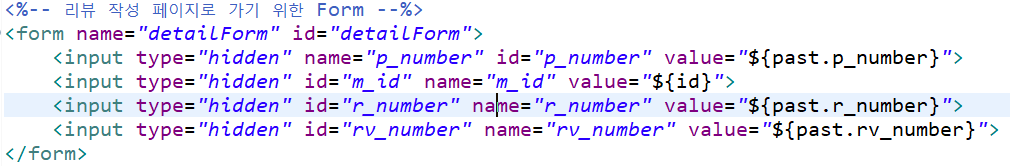 <%-- 리뷰 작성 페이지로 가기 위한 Form --%>
<form name="detailForm" id="detailForm">
    <input type="hidden" name="p_number" id="p_number" value="${past.p_number}">
    <input type="hidden" id="m_id" name="m_id" value="${id}">
    <input type="hidden" id="r_number" name="r_number" value="${past.r_number}">
    <input type="hidden" id="rv_number" name="rv_number" value="${past.rv_number}">
</form>